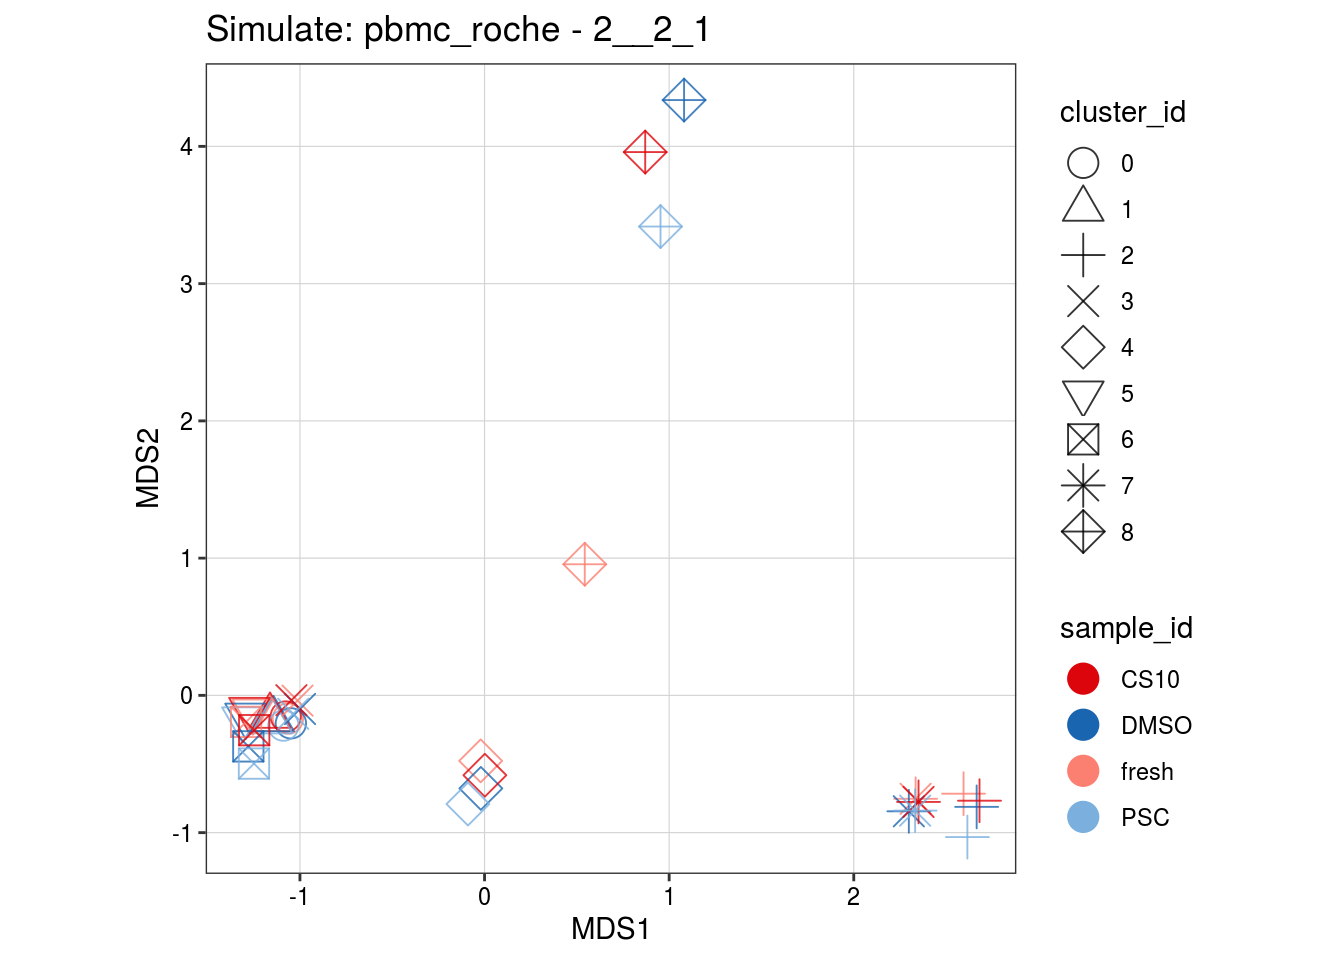 Simulate: pbmc_roche - 2__2_1
MDS2
4
3
2
1
0
-1
-1
0
1
2
MDS1
cluster_id
0
1
2
3
4
5
6
7
8
sample_id
CS10
DMSO
fresh
PSC